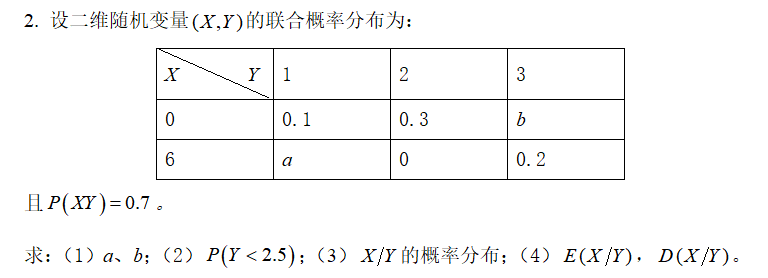 2. 设二维随机变量(X,Y)的联合概率分布为:
X Y 1 2 3
0 0.1 0.3 b
6 a 0 0.2
且P(XY)=0.7。
求:(1)a、b;(2) P(Y<2.5);(3) X/Y的概率分布;(4) E(X/Y),D(X/Y)。